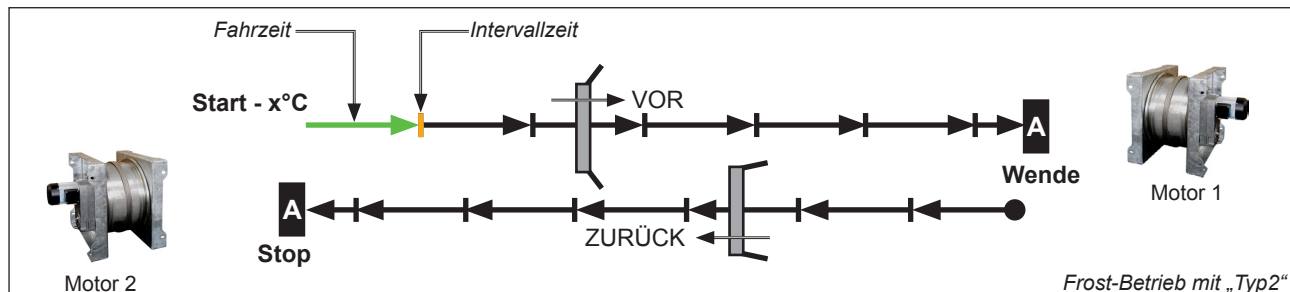 Fahrzeit
Intervallzeit
Start - x°C
VOR
A
Wende
Motor 1
A
Stop
ZURÜCK
Motor 2
Frost-Betrieb mit „Typ2“